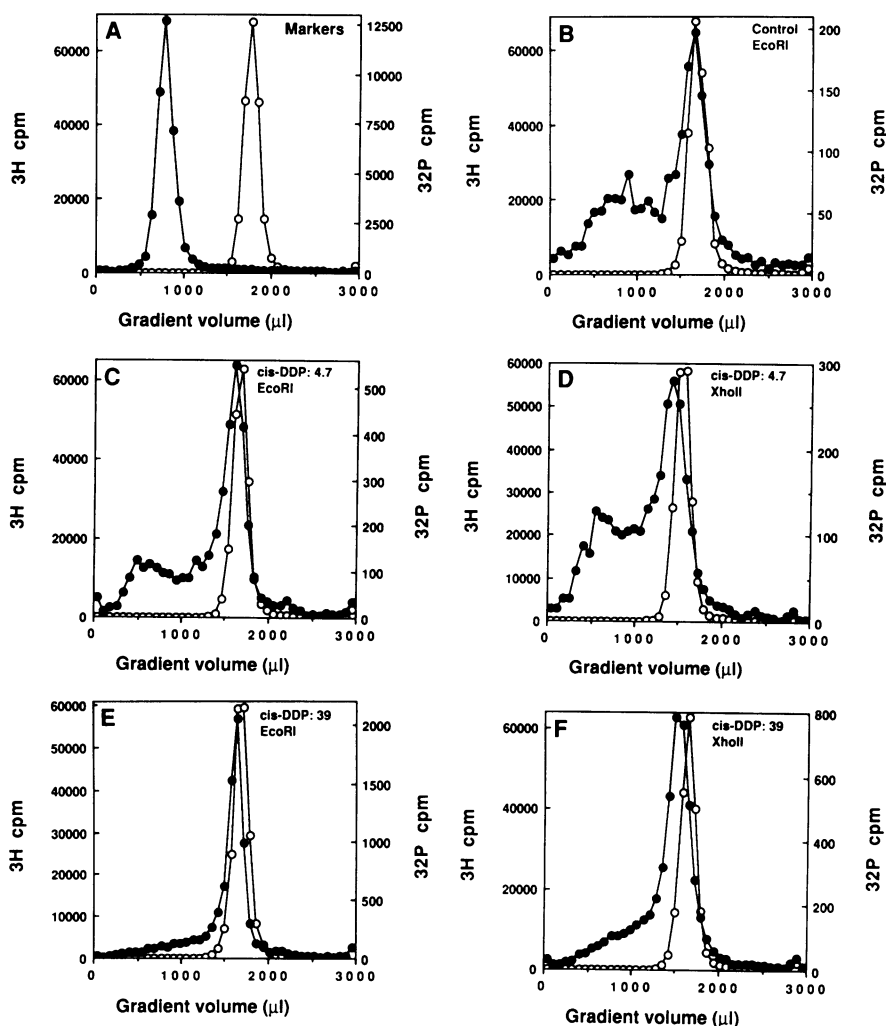 A
Markers
60000
40000
20000
0
12500
10000
7500
5000
2500
0
3H cpm
32P cpm
0 1000 2000 3000
Gradient volume (µl)
B
Control
EcoRI
60000
40000
20000
0
200
150
100
50
0
3H cpm
32P cpm
0 1000 2000 3000
Gradient volume (µl)
C
cis-DDP: 4.7
EcoRI
60000
40000
20000
0
500
400
300
200
100
0
3H cpm
32P cpm
0 1000 2000 3000
Gradient volume (µl)
D
cis-DDP: 4.7
XhoII
60000
50000
40000
30000
20000
10000
0
300
200
100
0
3H cpm
32P cpm
0 1000 2000 3000
Gradient volume (µl)
E
cis-DDP: 39
EcoRI
60000
50000
40000
30000
20000
10000
0
2000
1500
1000
500
0
3H cpm
32P cpm
0 1000 2000 3000
Gradient volume (µl)
F
cis-DDP: 39
XhoII
60000
40000
20000
0
800
600
400
200
0
3H cpm
32P cpm
0 1000 2000 3000
Gradient volume (µl)